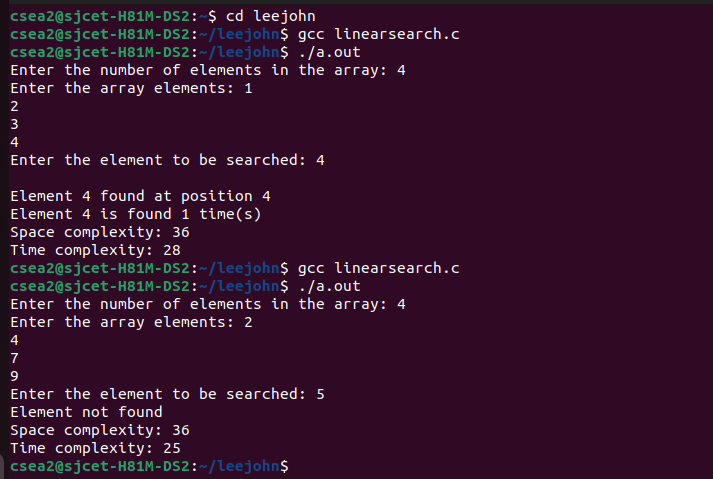 csea2@sjcet-H81M-DS2:~$ cd leejohn
csea2@sjcet-H81M-DS2:~/leejohn$ gcc linearsearch.c
csea2@sjcet-H81M-DS2:~/leejohn$ ./a.out
Enter the number of elements in the array: 4
Enter the array elements: 1
2
3
4
Enter the element to be searched: 4

Element 4 found at position 4
Element 4 is found 1 time(s)
Space complexity: 36
Time complexity: 28
csea2@sjcet-H81M-DS2:~/leejohn$ gcc linearsearch.c
csea2@sjcet-H81M-DS2:~/leejohn$ ./a.out
Enter the number of elements in the array: 4
Enter the array elements: 2
4
7
9
Enter the element to be searched: 5
Element not found
Space complexity: 36
Time complexity: 25
csea2@sjcet-H81M-DS2:~/leejohn$